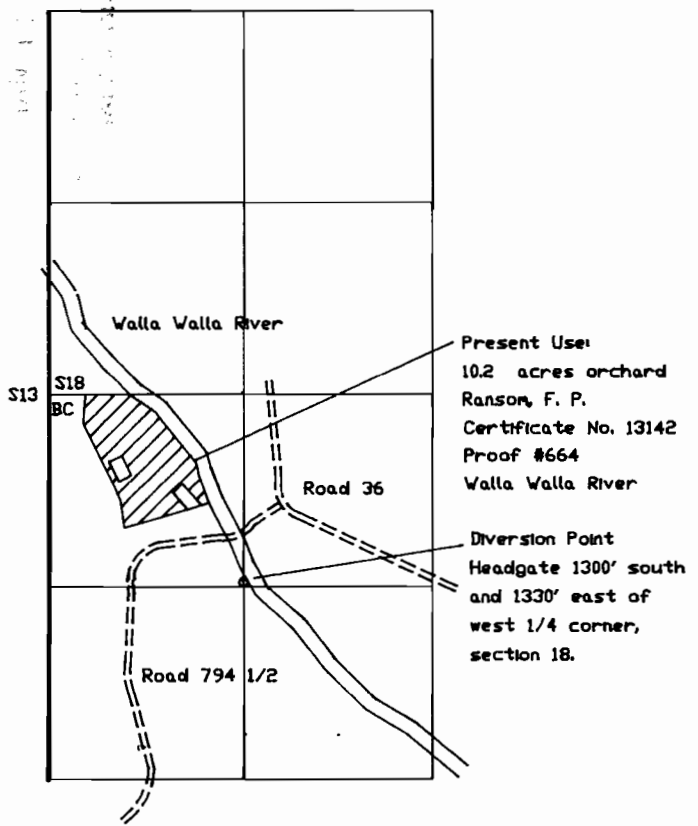 Walla Walla River
S13
S18
BC
Present Use:
10.2 acres orchard
Ransom, F. P.
Certificate No. 13142
Proof #664
Walla Walla River
Road 36
Diversion Point
Headgate 1300' south
and 1330' east of
west 1/4 corner,
section 18.
Road 794 1/2